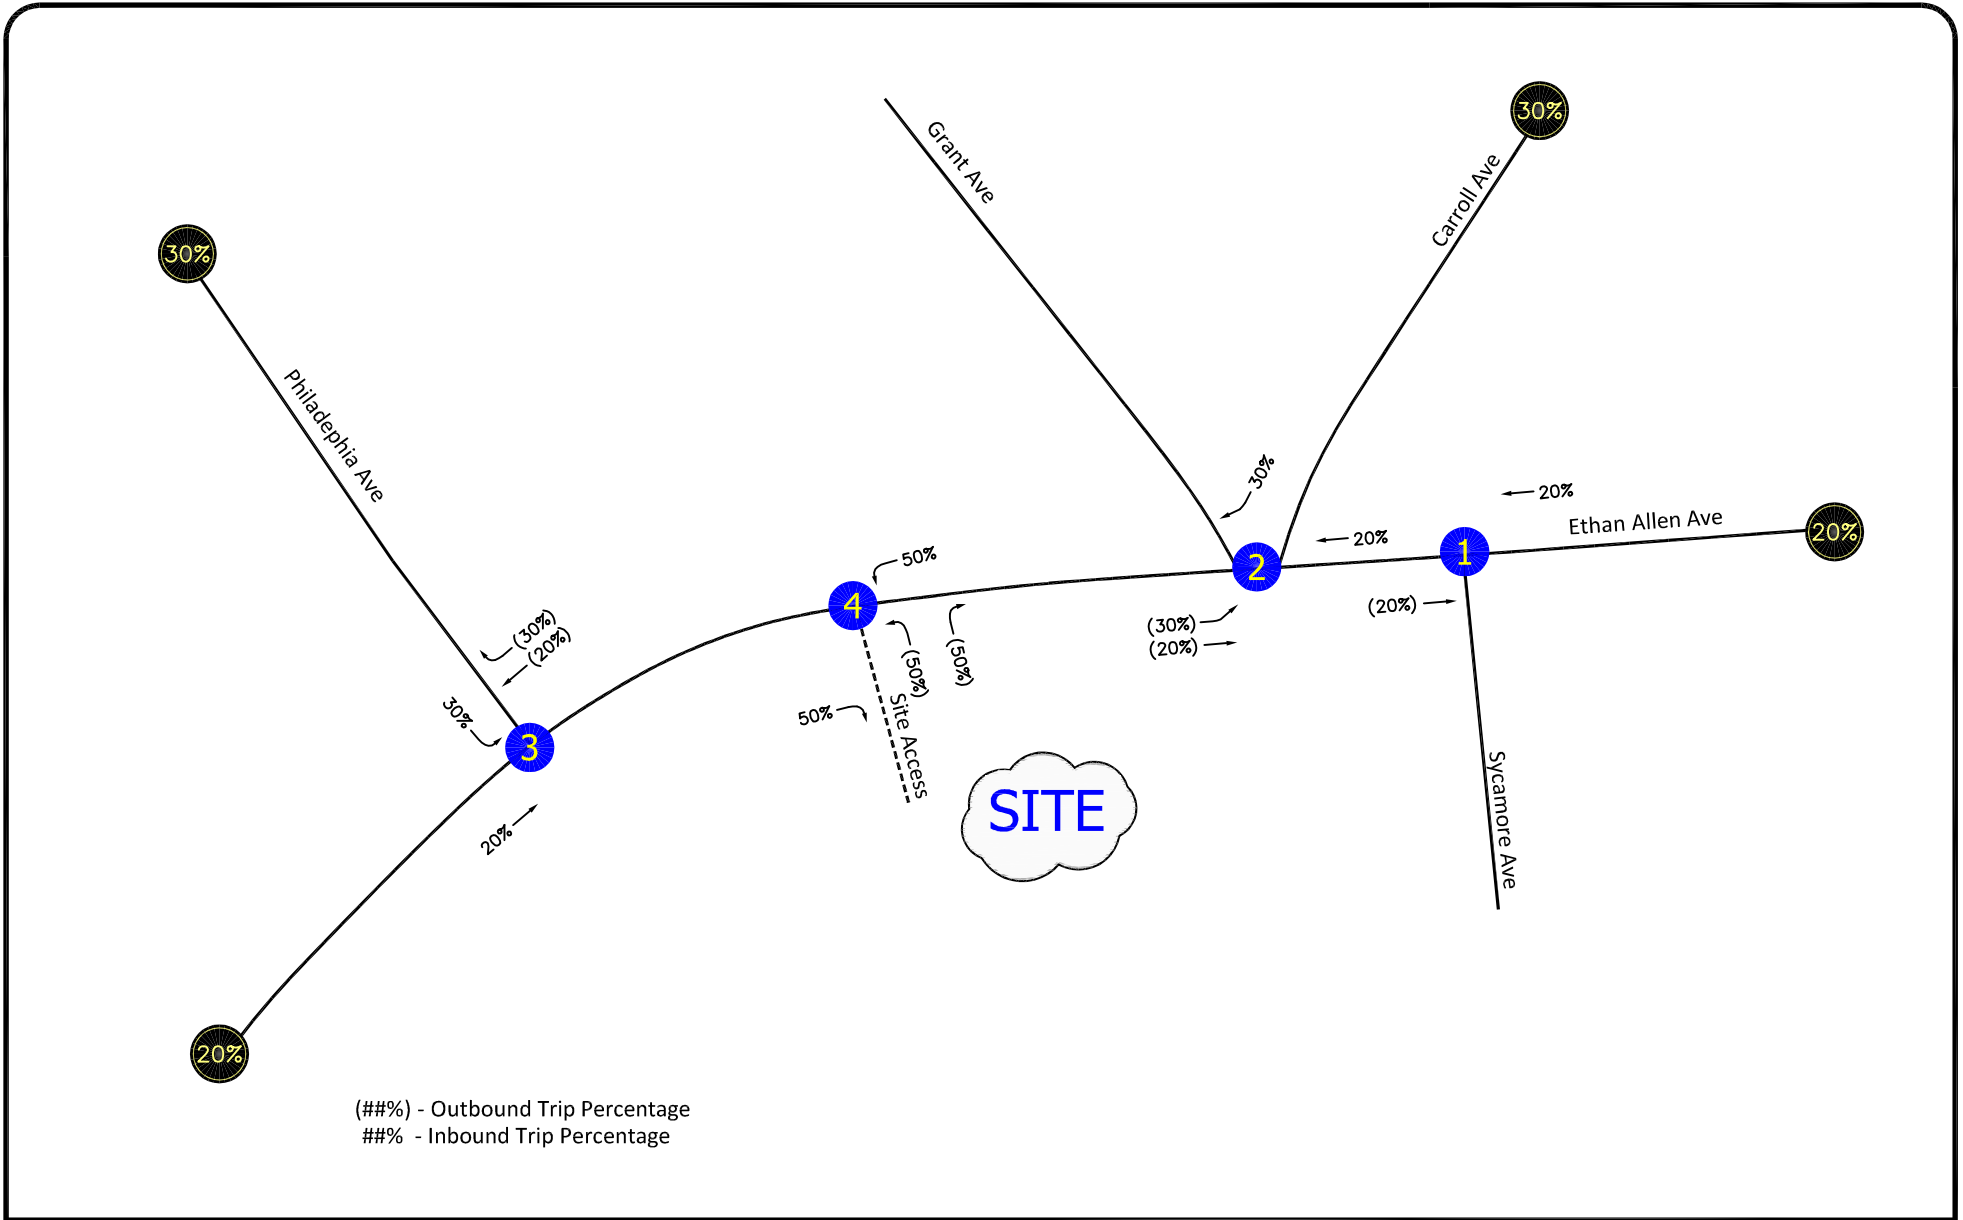 30%
Grant Ave
Carroll Ave
30%
Philadephia Ave
30%
20%
Ethan Allen Ave
20%
20%
1
2
50%
4
(20%)
(30%)
(20%)
(30%)
(20%)
(50%)
(50%)
30%
3
50%
Site Access
SITE
Sycamore Ave
20%
20%
(##%) - Outbound Trip Percentage
##% - Inbound Trip Percentage